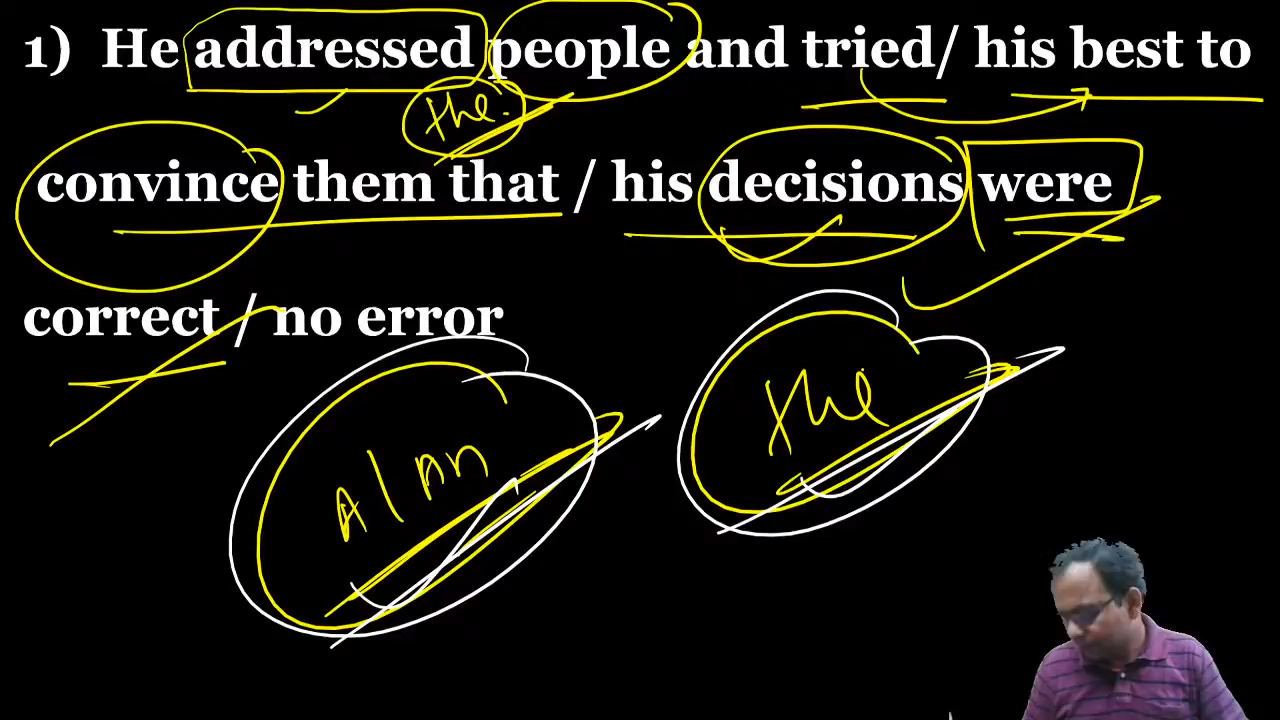 1) He addressed people and tried/ his best to
the.
convince them that / his decisions were
correct / no error
the
A/An